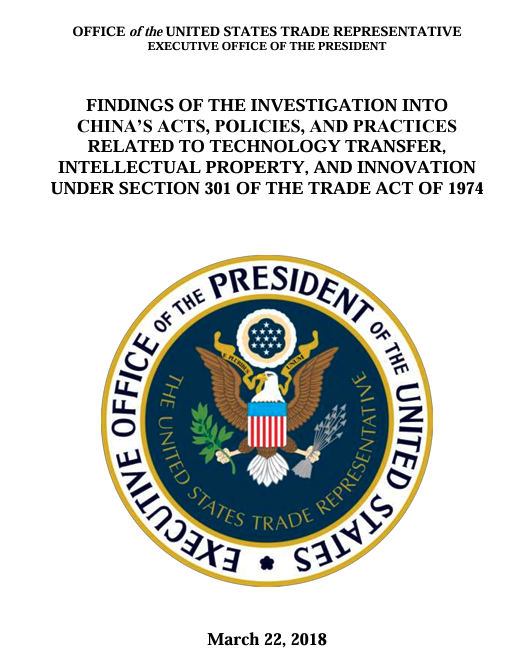 OFFICE of the UNITED STATES TRADE REPRESENTATIVE
EXECUTIVE OFFICE OF THE PRESIDENT
FINDINGS OF THE INVESTIGATION INTO
CHINA’S ACTS, POLICIES, AND PRACTICES
RELATED TO TECHNOLOGY TRANSFER,
INTELLECTUAL PROPERTY, AND INNOVATION
UNDER SECTION 301 OF THE TRADE ACT OF 1974
EXECUTIVE OFFICE OF THE PRESIDENT OF THE UNITED STATES
E PLURIBUS UNUM
THE UNITED STATES TRADE REPRESENTATIVE
March 22, 2018